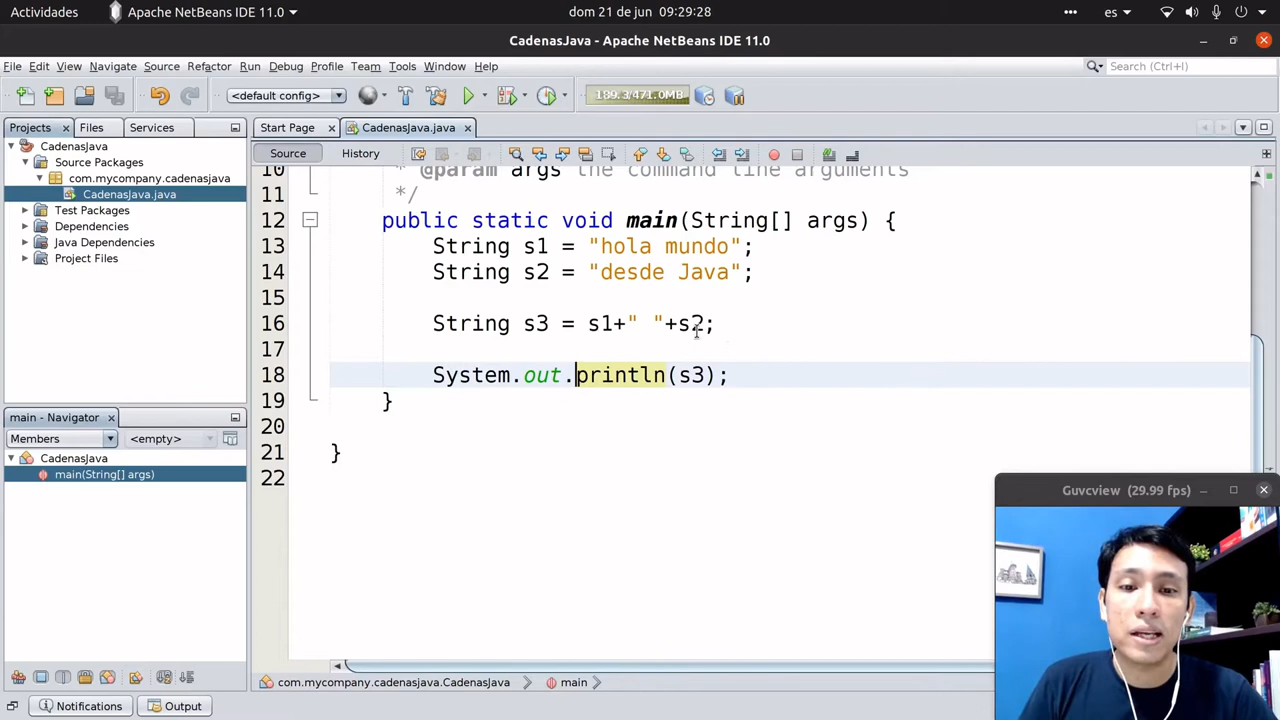 Actividades
Apache NetBeans IDE 11.0
dom 21 de jun 09:29:28
es
CadenasJava - Apache NetBeans IDE 11.0
File Edit View Navigate Source Refactor Run Debug Profile Team Tools Window Help
Search (Ctrl+I)
<default config>
189.3/471.0MB
Projects
Files
Services
Start Page
CadenasJava.java
Source
History
CadenasJava
Source Packages
com.mycompany.cadenasjava
CadenasJava.java
Test Packages
Dependencies
Java Dependencies
Project Files
10 * @param args the command line arguments
11 */
12 public static void main(String[] args) {
13 String s1 = "hola mundo";
14 String s2 = "desde Java";
15
16 String s3 = s1+" "+s2;
17
18 System.out.println(s3);
19 }
20
21 }
22
main - Navigator
Members
<empty>
CadenasJava
main(String[] args)
Guvcview (29.99 fps)
com.mycompany.cadenasjava.CadenasJava
main
Notifications
Output